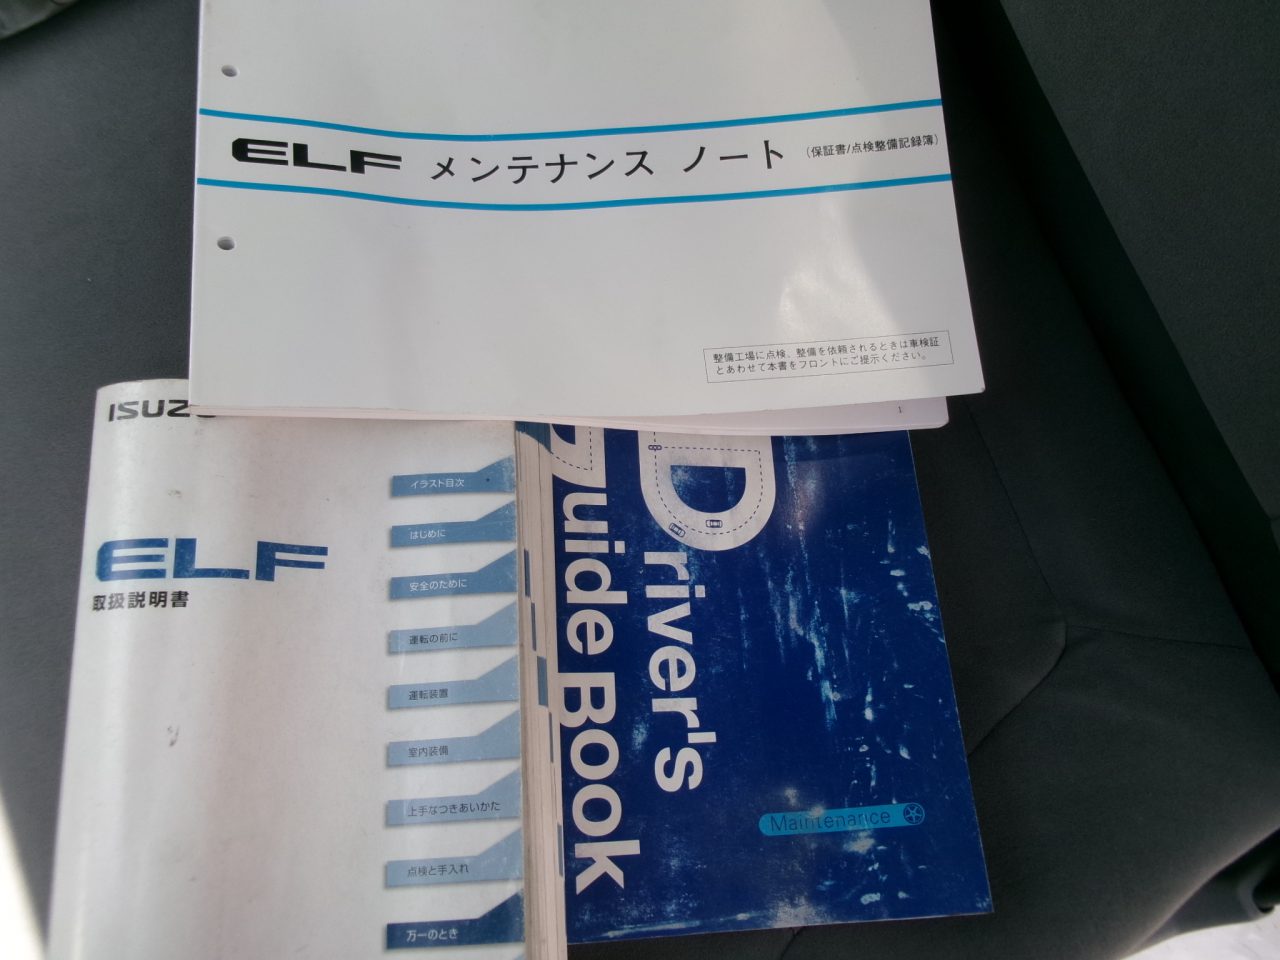 ELF メンテナンス ノート (保証書/点検整備記録簿)
整備工場に点検、整備を依頼されるときは車検証
とあわせて本書をフロントにご提示ください。
1
ISUZU
ELF
取扱説明書
イラスト目次
はじめに
安全のために
運転の前に
運転装置
室内装備
上手なつきあいかた
点検と手入れ
万一のとき
Driver's
Guide Book
Maintenance